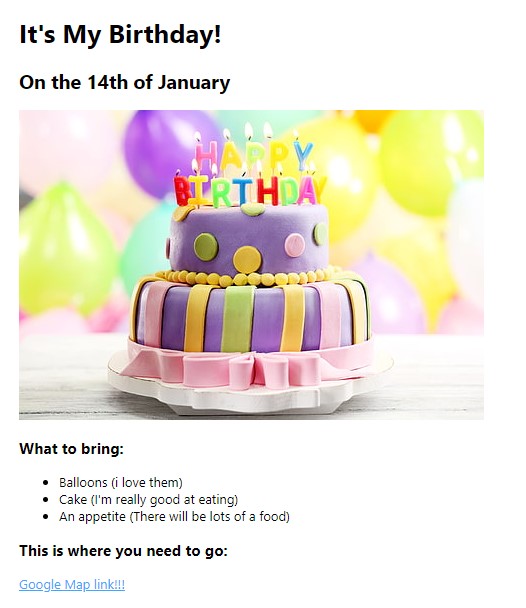 It's My Birthday!
On the 14th of January
HAPPY
BIRTHDAY
What to bring:
Balloons (i love them)
Cake (I'm really good at eating)
An appetite (There will be lots of a food)
This is where you need to go:
Google Map link!!!